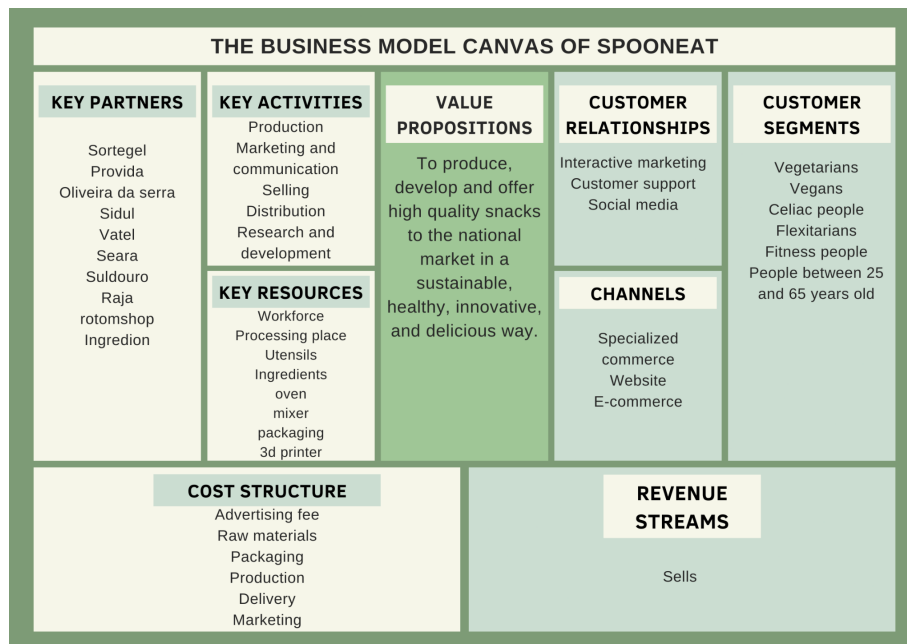 THE BUSINESS MODEL CANVAS OF SPOONEAT
KEY PARTNERS
Sortegel
Provida
Oliveira da serra
Sidul
Vatel
Seara
Suldouro
Raja
rotomshop
Ingredion
KEY ACTIVITIES
Production
Marketing and
communication
Selling
Distribution
Research and
development
KEY RESOURCES
Workforce
Processing place
Utensils
Ingredients
oven
mixer
packaging
3d printer
VALUE
PROPOSITIONS
To produce,
develop and offer
high quality snacks
to the national
market in a
sustainable,
healthy, innovative,
and delicious way.
CUSTOMER
RELATIONSHIPS
Interactive marketing
Customer support
Social media
CHANNELS
Specialized
commerce
Website
E-commerce
CUSTOMER
SEGMENTS
Vegetarians
Vegans
Celiac people
Flexitarians
Fitness people
People between 25
and 65 years old
COST STRUCTURE
Advertising fee
Raw materials
Packaging
Production
Delivery
Marketing
REVENUE
STREAMS
Sells